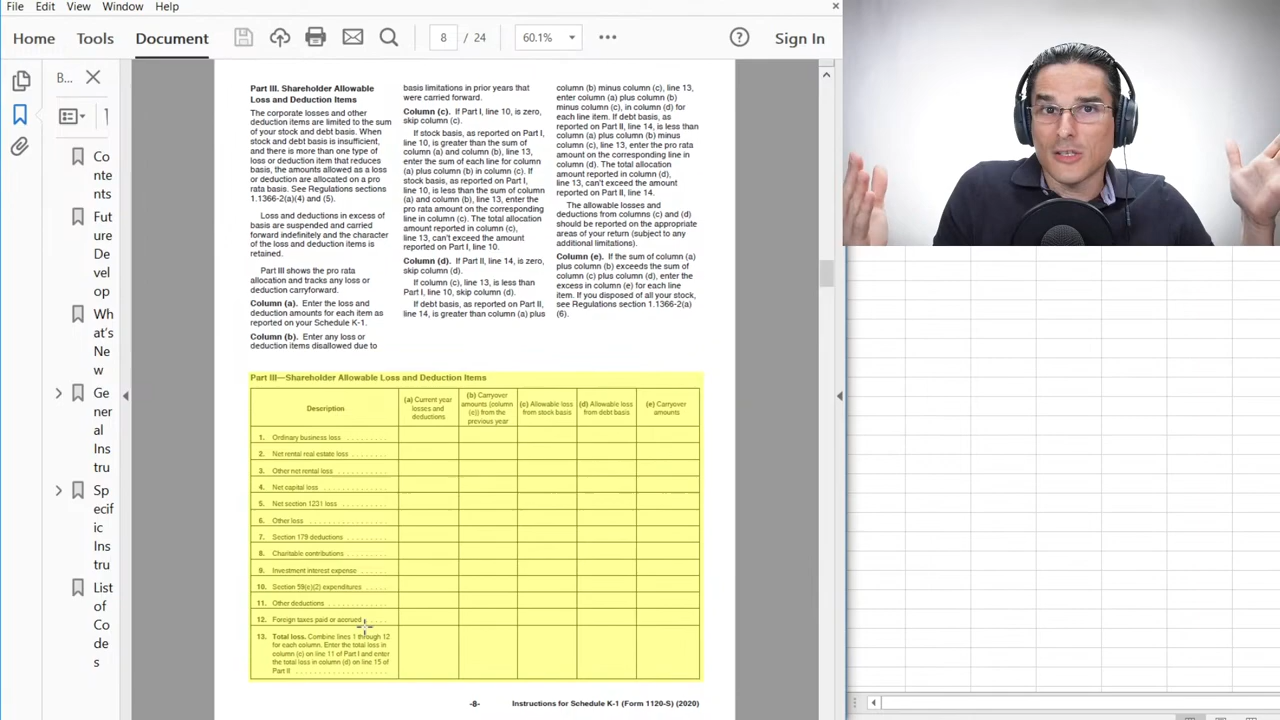 File Edit View Window Help ×
Home Tools Document 8 / 24 60.1% ••• Sign In
B...
Co
nte
nts
Fut
ure
De
vel
op
Wh
at's
Ne
w
Ge
ner
al
Ins
tru
Sp
ecif
ic
Ins
tru
List
of
Co
de
s
Part III. Shareholder Allowable
Loss and Deduction Items
The corporate losses and other
deduction items are limited to the sum
of your stock and debt basis. When
stock and debt basis is insufficient,
and there is more than one type of
loss or deduction item that reduces
basis, the amounts allowed as a loss
or deduction are allocated on a pro
rata basis. See Regulations sections
1.1366-2(a)(4) and (5).
Loss and deductions in excess of
basis are suspended and carried
forward indefinitely and the character
of the loss and deduction items is
retained.
Part III shows the pro rata
allocation and tracks any loss or
deduction carryforward.
Column (a). Enter the loss and
deduction amounts for each item as
reported on your Schedule K-1.
Column (b). Enter any loss or
deduction items disallowed due to
basis limitations in prior years that
were carried forward.
Column (c). If Part I, line 10, is zero,
skip column (c).
If stock basis, as reported on Part I,
line 10, is greater than the sum of
column (a) and column (b), line 13,
enter the sum of each line for column
(a) plus column (b) in column (c). If
stock basis, as reported on Part I,
line 10, is less than the sum of column
(a) and column (b), line 13, enter the
pro rata amount on the corresponding
line in column (c). The total allocation
amount reported in column (c),
line 13, can't exceed the amount
reported on Part I, line 10.
Column (d). If Part II, line 14, is zero,
skip column (d).
If column (c), line 13, is less than
Part I, line 10, skip column (d).
If debt basis, as reported on Part II,
line 14, is greater than column (a) plus
column (b) minus column (c), line 13,
enter column (a) plus column (b)
minus column (c), in column (d) for
each line item. If debt basis, as
reported on Part II, line 14, is less than
column (a) plus column (b) minus
column (c), line 13, enter the pro rata
amount on the corresponding line in
column (d). The total allocation
amount reported in column (d),
line 13, can't exceed the amount
reported on Part II, line 14.
The allowable losses and
deductions from columns (c) and (d)
should be reported on the appropriate
areas of your return (subject to any
additional limitations).
Column (e). If the sum of column (a)
plus column (b) exceeds the sum of
column (c) plus column (d), enter the
excess in column (e) for each line
item. If you disposed of all your stock,
see Regulations section 1.1366-2(a)
(6).
Part III—Shareholder Allowable Loss and Deduction Items
Description
(a) Current year
losses and
deductions
(b) Carryover
amounts (column
(e)) from the
previous year
(c) Allowable loss
from stock basis
(d) Allowable loss
from debt basis
(e) Carryover
amounts
1. Ordinary business loss
2. Net rental real estate loss
3. Other net rental loss
4. Net capital loss
5. Net section 1231 loss
6. Other loss
7. Section 179 deductions
8. Charitable contributions
9. Investment interest expense
10. Section 59(e)(2) expenditures
11. Other deductions
12. Foreign taxes paid or accrued
13. Total loss. Combine lines 1 through 12
for each column. Enter the total loss in
column (c) on line 11 of Part I and enter
the total loss in column (d) on line 15 of
Part II
-8- Instructions for Schedule K-1 (Form 1120-S) (2020)